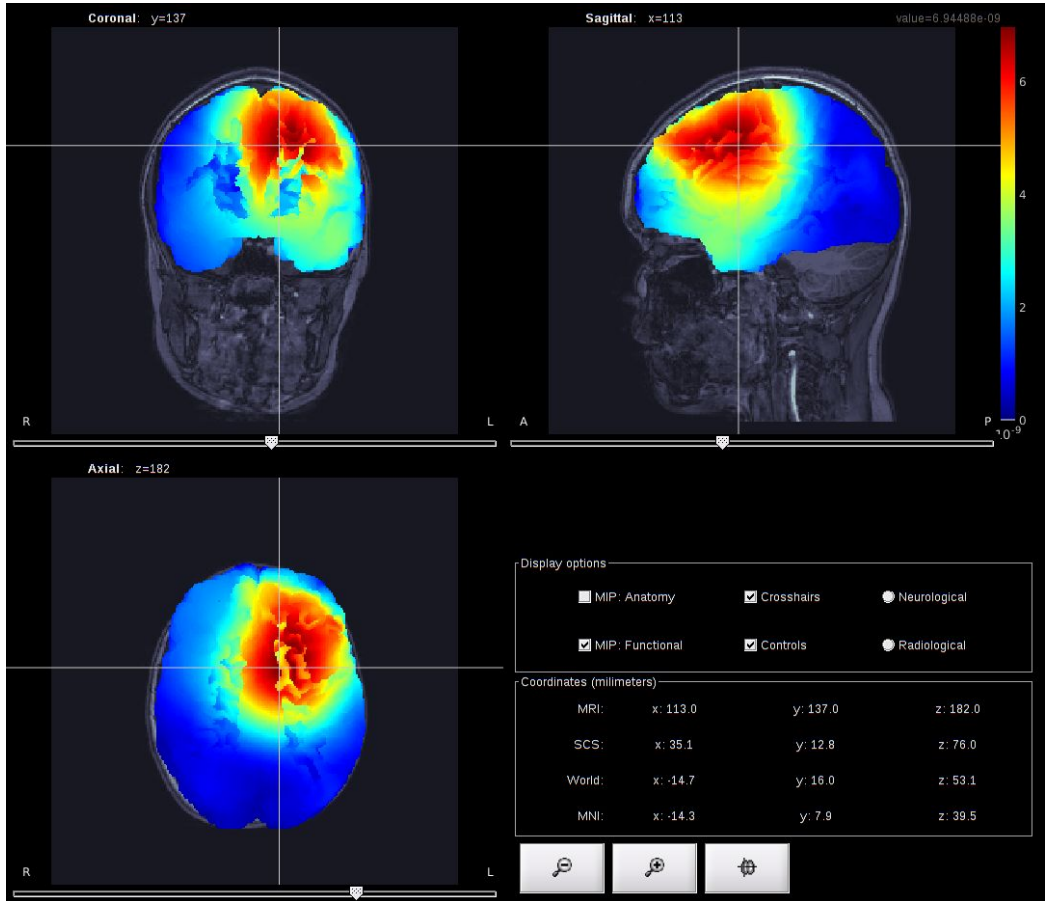 Coronal: y=137
Sagittal: x=113
value=6.94488e-09
6
4
2
0
R
L
A
P
Axial: z=182
R
L
Display options
MIP: Anatomy
Crosshairs
Neurological
MIP: Functional
Controls
Radiological
Coordinates (milimeters)
MRI: x: 113.0 y: 137.0 z: 182.0
SCS: x: 35.1 y: 12.8 z: 76.0
World: x: -14.7 y: 16.0 z: 53.1
MNI: x: -14.3 y: 7.9 z: 39.5